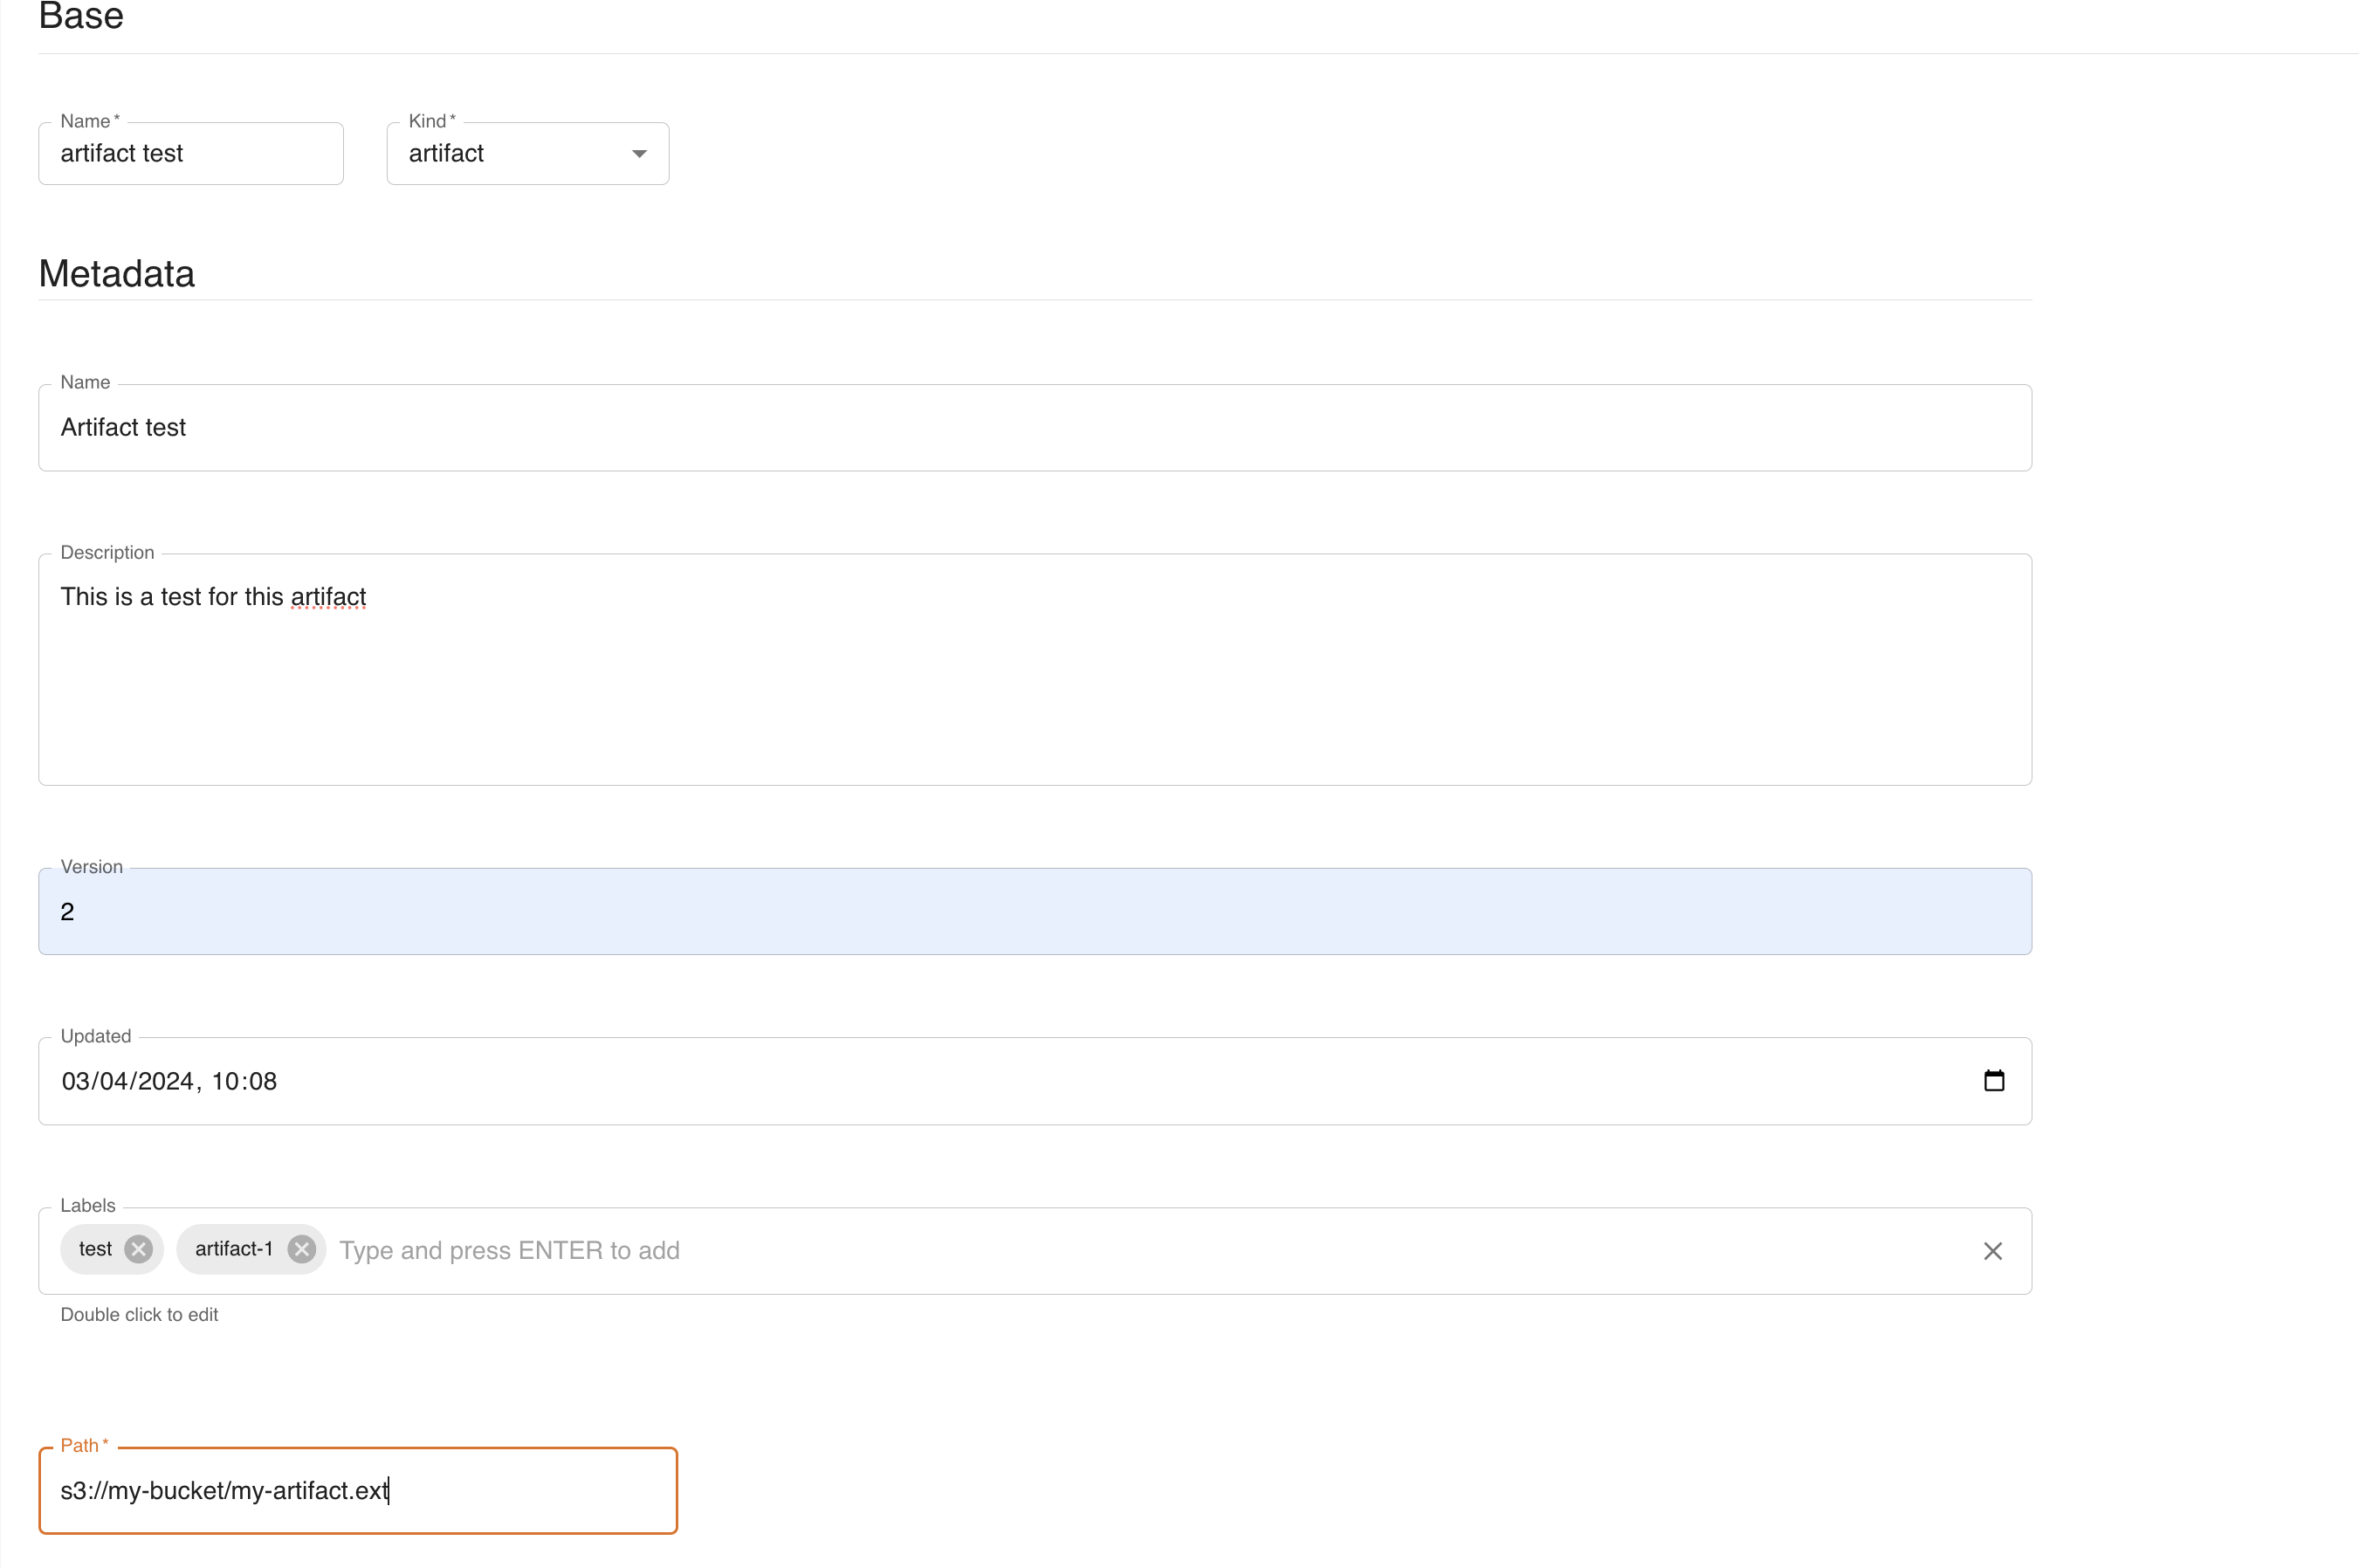 Base
Name *
Kind *
artifact test
artifact
Metadata
Name
Artifact test
Description
This is a test for this artifact
Version
2
Updated
03/04/2024, 10:08
Labels
test
artifact-1
Type and press ENTER to add
Double click to edit
Path *
s3://my-bucket/my-artifact.ext